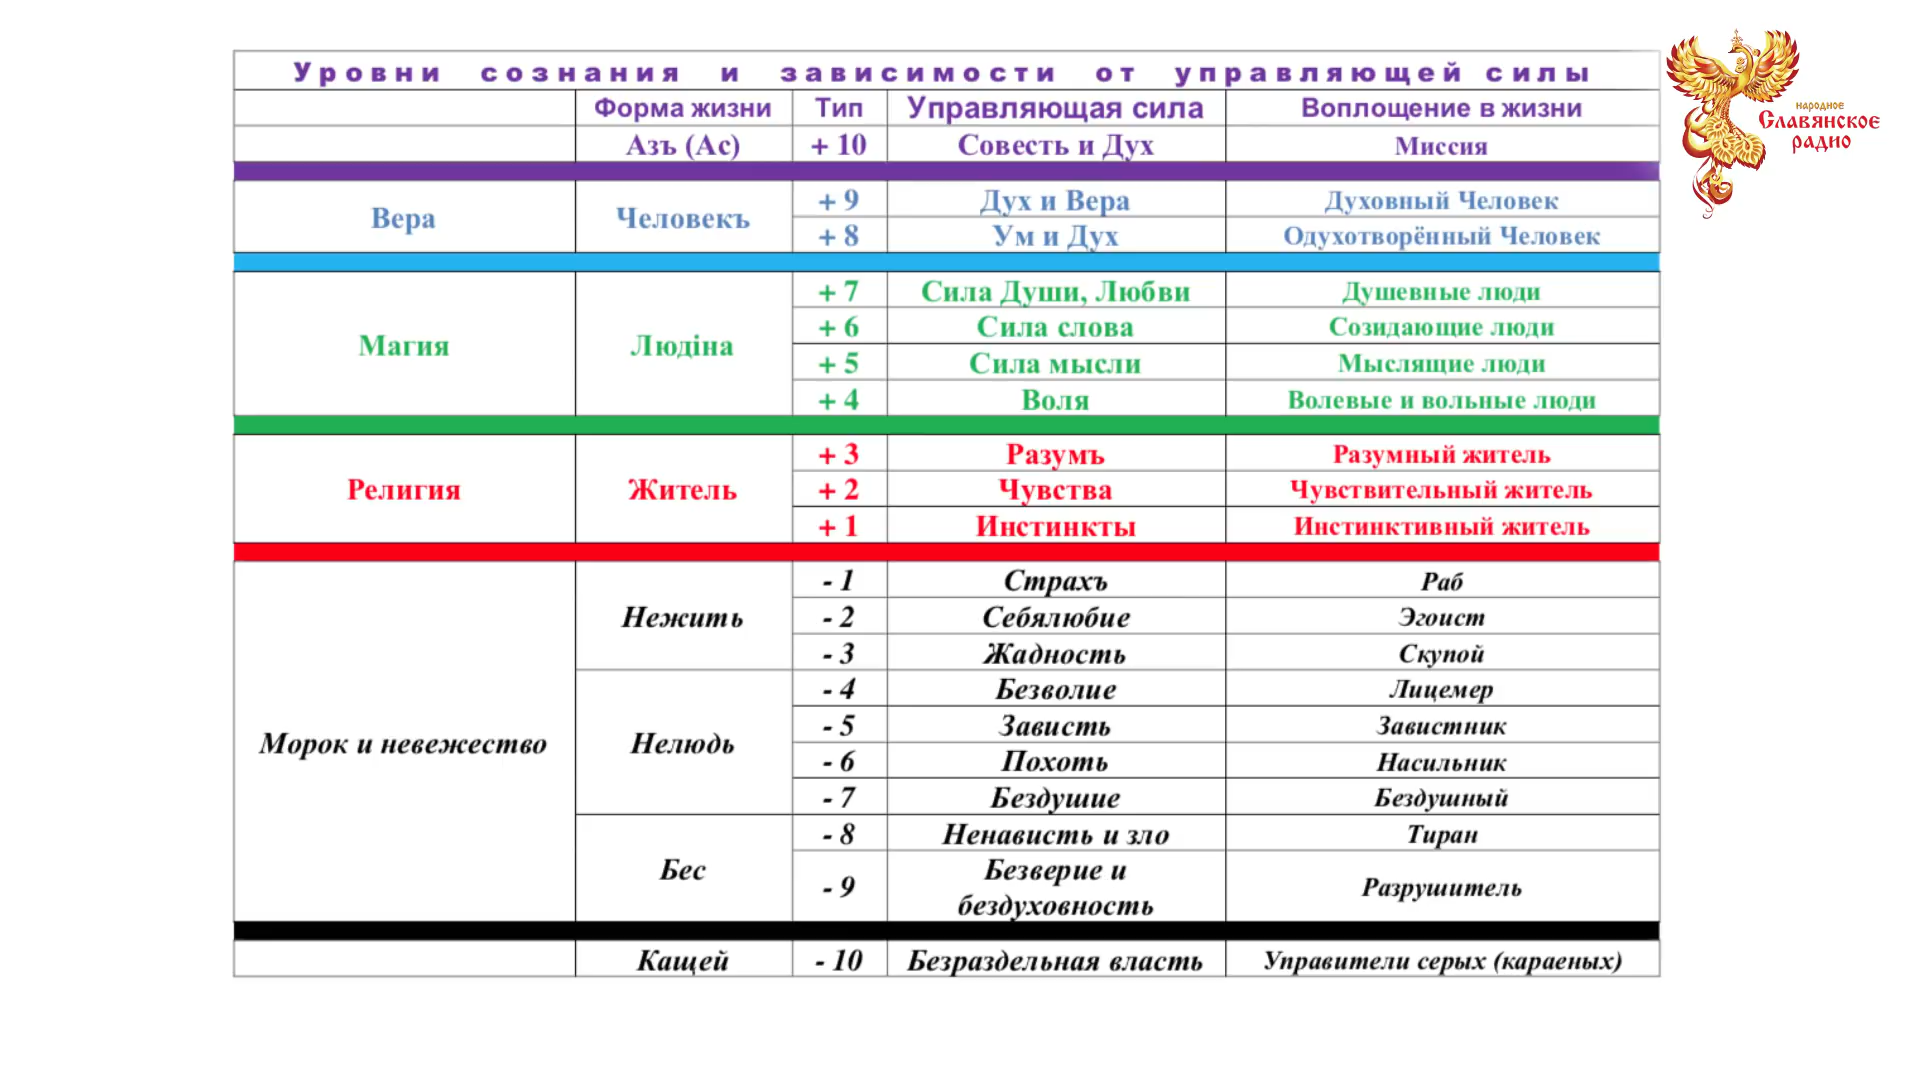 Уровни сознания и зависимости от управляющей силы
Форма жизни Тип Управляющая сила Воплощение в жизни
Азъ (Ас) + 10 Совесть и Дух Миссия
Вера Человекъ + 9 Дух и Вера Духовный Человек
+ 8 Ум и Дух Одухотворённый Человек
Магия Людіна + 7 Сила Души, Любви Душевные люди
+ 6 Сила слова Созидающие люди
+ 5 Сила мысли Мыслящие люди
+ 4 Воля Волевые и вольные люди
Религия Житель + 3 Разумъ Разумный житель
+ 2 Чувства Чувствительный житель
+ 1 Инстинкты Инстинктивный житель
Морок и невежество Нежить - 1 Страхъ Раб
- 2 Себялюбие Эгоист
- 3 Жадность Скупой
Нелюдь - 4 Безволие Лицемер
- 5 Зависть Завистник
- 6 Похоть Насильник
- 7 Бездушие Бездушный
Бес - 8 Ненависть и зло Тиран
- 9 Безверие и
бездуховность Разрушитель
Кащей - 10 Безраздельная власть Управители серых (караеных)
народное
Славянское
радио